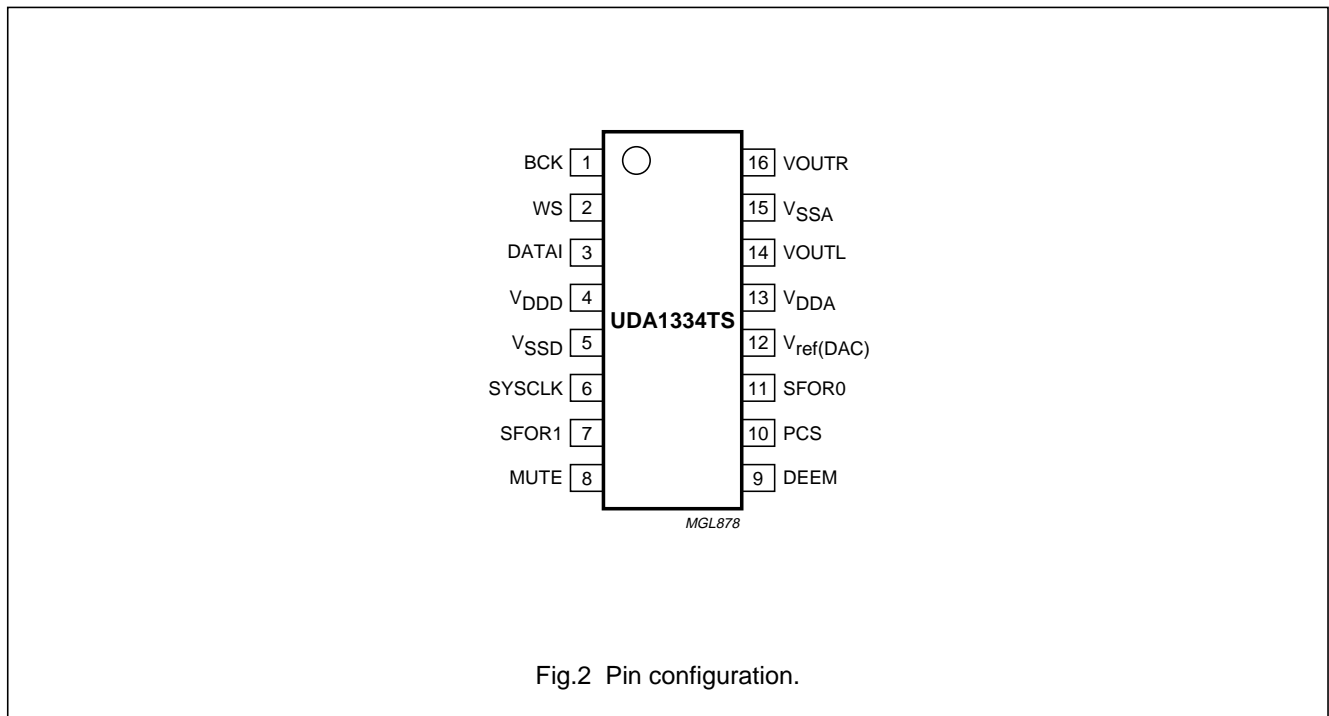 BCK 1 16 VOUTR
WS 2 15 VSSA
DATAI 3 14 VOUTL
VDDD 4 13 VDDA
UDA1334TS
VSSD 5 12 Vref(DAC)
SYSCLK 6 11 SFOR0
SFOR1 7 10 PCS
MUTE 8 9 DEEM
MGL878
Fig.2 Pin configuration.